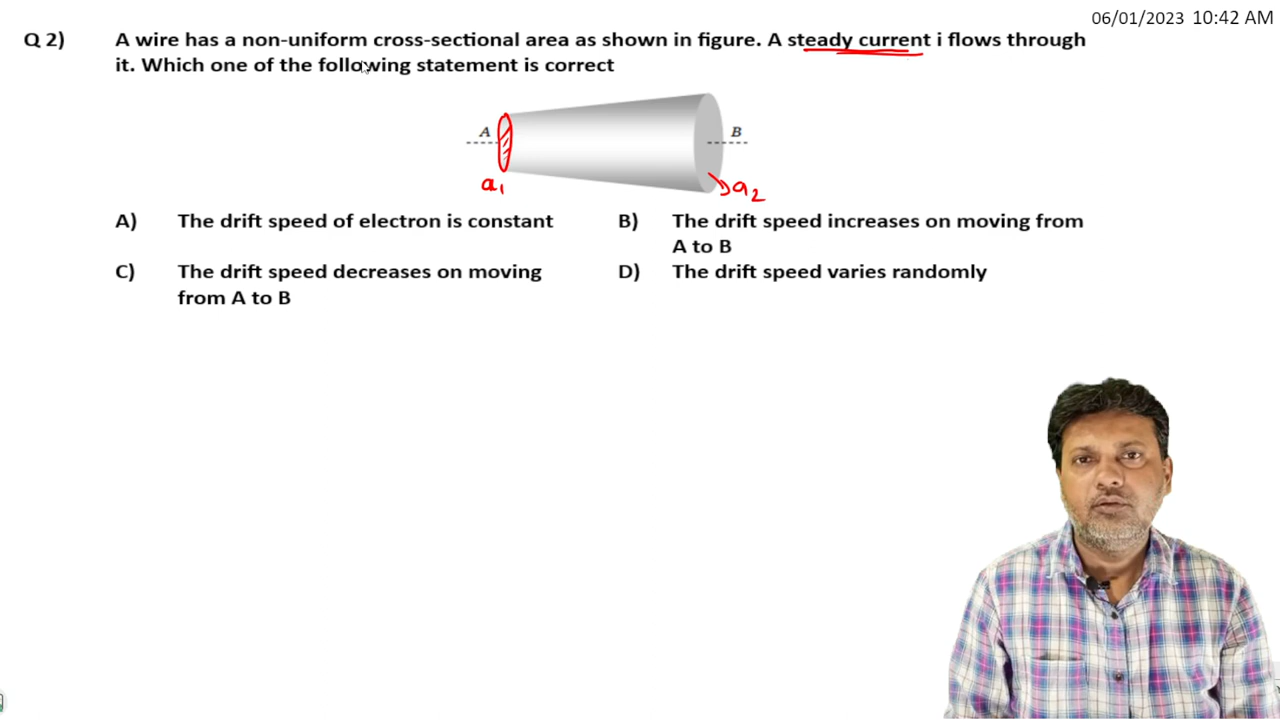 06/01/2023 10:42 AM
Q 2) A wire has a non-uniform cross-sectional area as shown in figure. A steady current i flows through
it. Which one of the following statement is correct
A
B
a1
a2
A) The drift speed of electron is constant
B) The drift speed increases on moving from
A to B
C) The drift speed decreases on moving
from A to B
D) The drift speed varies randomly